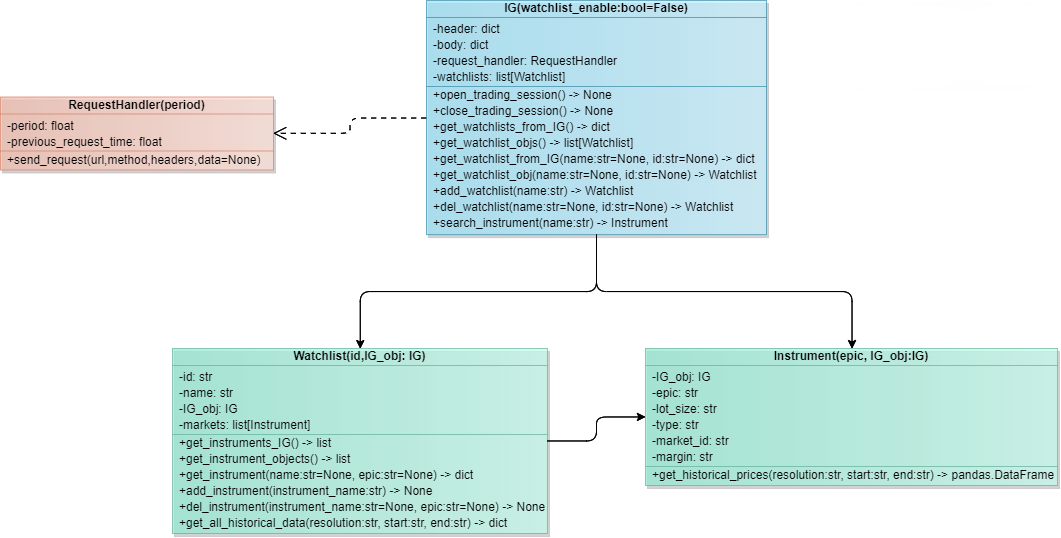 IG(watchlist_enable:bool=False)
-header: dict
-body: dict
-request_handler: RequestHandler
-watchlists: list[Watchlist]
+open_trading_session() -> None
+close_trading_session() -> None
+get_watchlists_from_IG() -> dict
+get_watchlist_objs() -> list[Watchlist]
+get_watchlist_from_IG(name:str=None, id:str=None) -> dict
+get_watchlist_obj(name:str=None, id:str=None) -> Watchlist
+add_watchlist(name:str) -> Watchlist
+del_watchlist(name:str=None, id:str=None) -> Watchlist
+search_instrument(name:str) -> Instrument
RequestHandler(period)
-period: float
-previous_request_time: float
+send_request(url,method,headers,data=None)
Watchlist(id,IG_obj: IG)
-id: str
-name: str
-IG_obj: IG
-markets: list[Instrument]
+get_instruments_IG() -> list
+get_instrument_objects() -> list
+get_instrument(name:str=None, epic:str=None) -> dict
+add_instrument(instrument_name:str) -> None
+del_instrument(instrument_name:str=None, epic:str=None) -> None
+get_all_historical_data(resolution:str, start:str, end:str) -> dict
Instrument(epic, IG_obj:IG)
-IG_obj: IG
-epic: str
-lot_size: str
-type: str
-market_id: str
-margin: str
+get_historical_prices(resolution:str, start:str, end:str) -> pandas.DataFrame